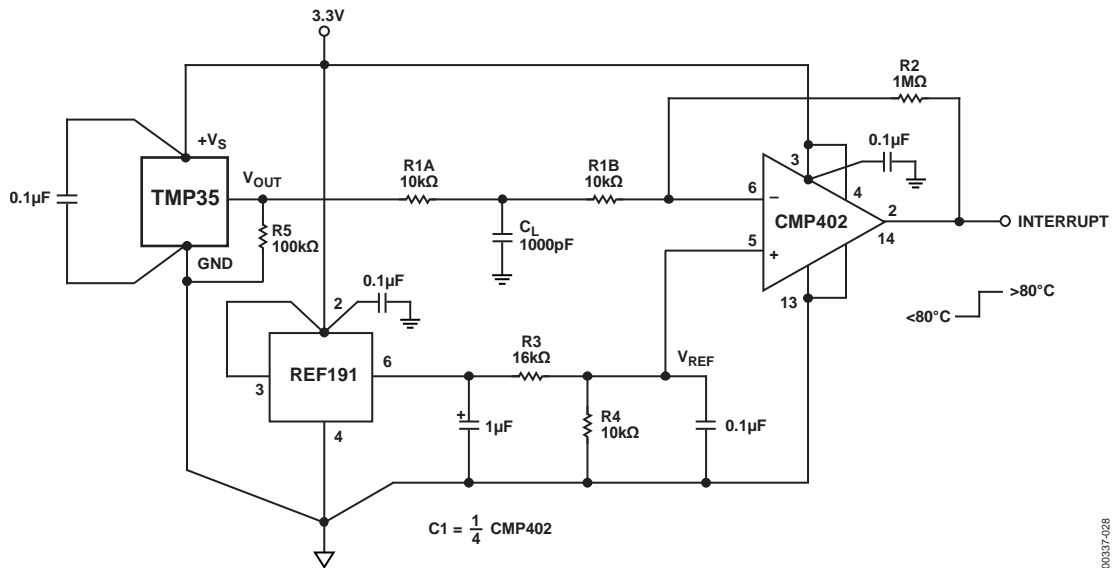 3.3V
R2
1MΩ
+VS
0.1µF
3
0.1µF
TMP35
VOUT
R1A
10kΩ
R1B
10kΩ
6
–
4
CMP402
2
INTERRUPT
R5
100kΩ
CL
1000pF
5
+
14
GND
0.1µF
2
13
>80°C
<80°C
REF191
3
6
R3
16kΩ
VREF
4
+
1µF
R4
10kΩ
0.1µF
C1 = 1/4 CMP402
00337-028